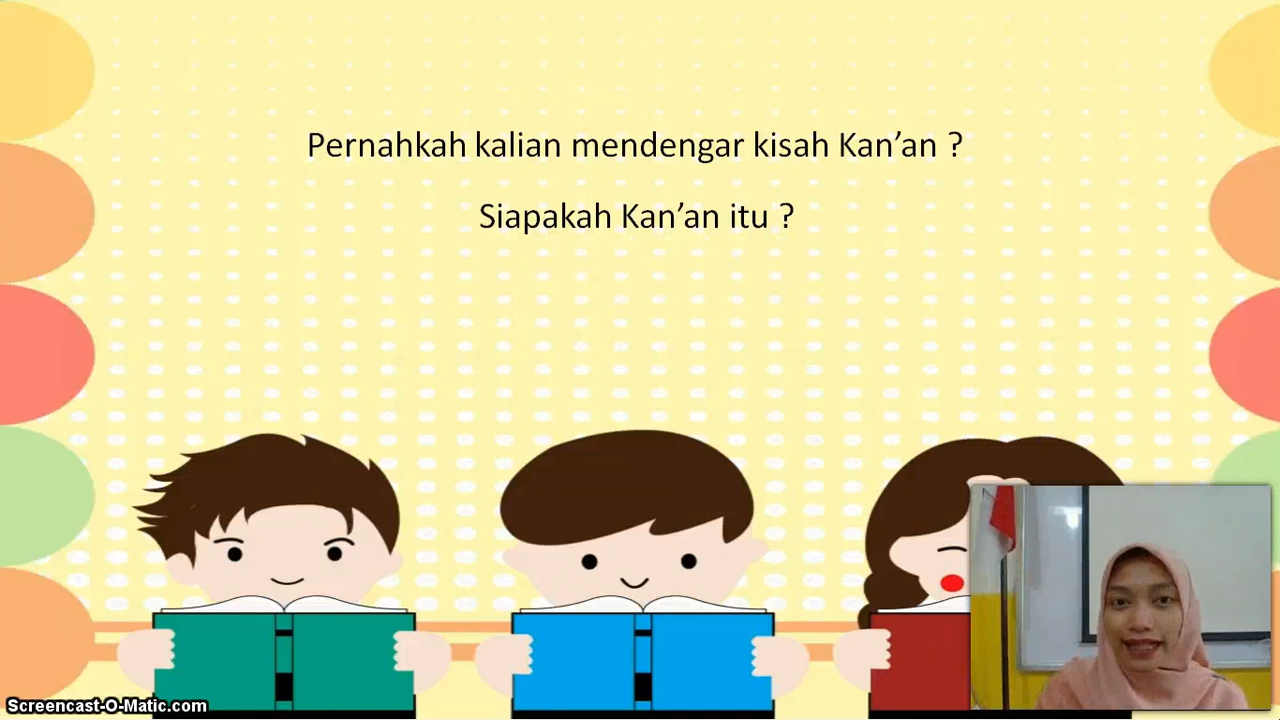 Pernahkah kalian mendengar kisah Kan’an ?
Siapakah Kan’an itu ?
Screencast-O-Matic.com